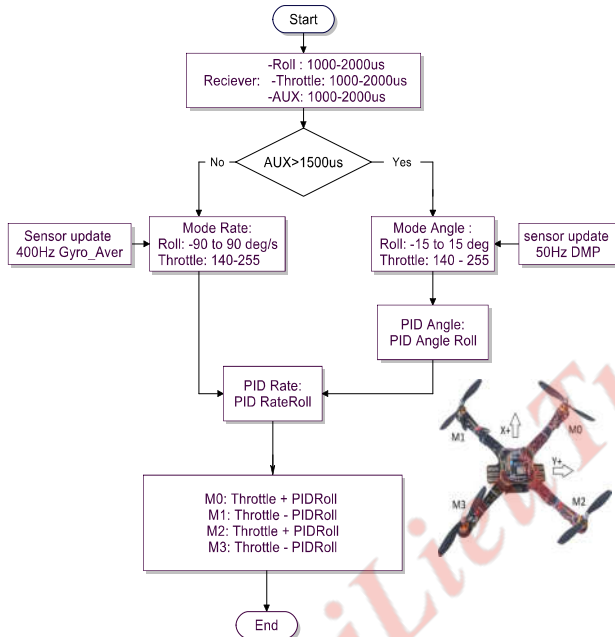 Start
-Roll : 1000-2000us
Reciever: -Throttle: 1000-2000us
-AUX: 1000-2000us
AUX>1500us
No
Yes
Sensor update
400Hz Gyro_Aver
Mode Rate:
Roll: -90 to 90 deg/s
Throttle: 140-255
Mode Angle :
Roll: -15 to 15 deg
Throttle: 140 - 255
sensor update
50Hz DMP
PID Angle:
PID Angle Roll
PID Rate:
PID RateRoll
M1
X+
M0
Y+
M3
M2
M0: Throttle + PIDRoll
M1: Throttle - PIDRoll
M2: Throttle + PIDRoll
M3: Throttle - PIDRoll
End